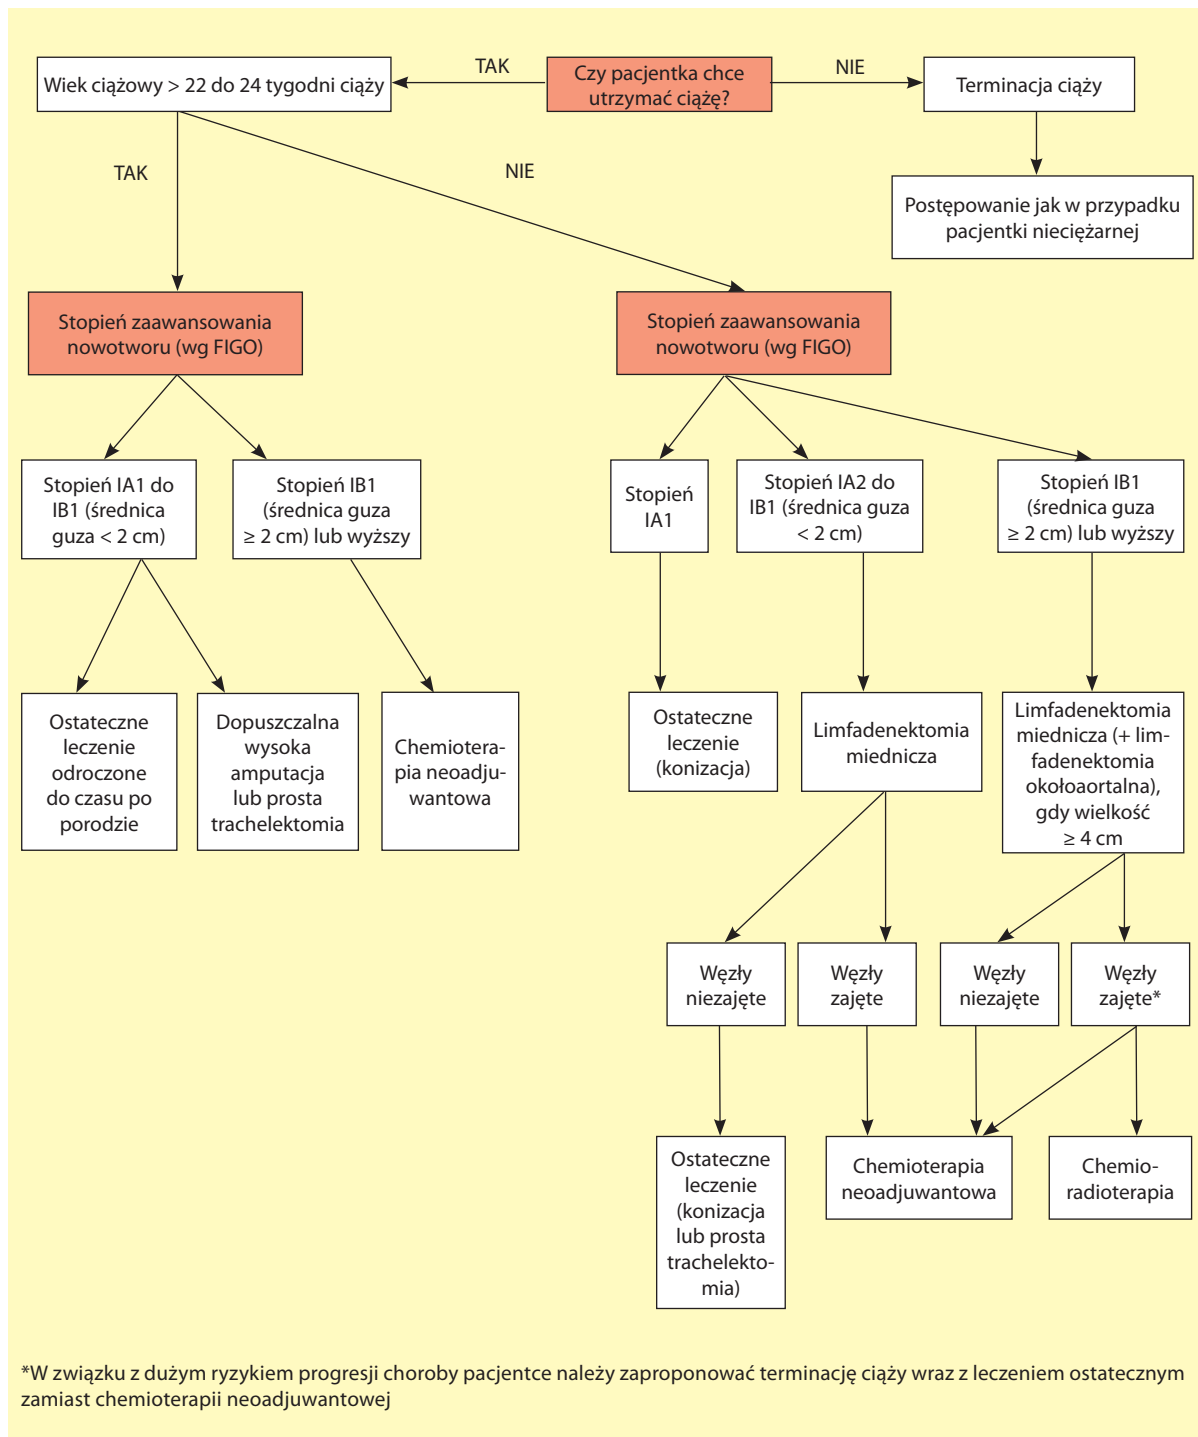 Czy pacjentka chce
utrzymać ciążę?
TAK
NIE
Wiek ciążowy > 22 do 24 tygodni ciąży
Terminacja ciąży
Postępowanie jak w przypadku
pacjentki nieciężarnej
TAK
NIE
Stopień zaawansowania
nowotworu (wg FIGO)
Stopień zaawansowania
nowotworu (wg FIGO)
Stopień IA1 do
IB1 (średnica
guza < 2 cm)
Stopień IB1
(średnica guza
≥ 2 cm) lub wyższy
Stopień
IA1
Stopień IA2 do
IB1 (średnica guza
< 2 cm)
Stopień IB1
(średnica guza
≥ 2 cm) lub wyższy
Ostateczne
leczenie
odroczone
do czasu po
porodzie
Dopuszczalna
wysoka
amputacja
lub prosta
trachelektomia
Chemiotera-
pia neoadju-
wantowa
Ostateczne
leczenie
(konizacja)
Limfadenektomia
miednicza
Limfadenektomia
miednicza (+ lim-
fadenektomia
okołoaortalna),
gdy wielkość
≥ 4 cm
Węzły
niezajęte
Węzły
zajęte
Węzły
niezajęte
Węzły
zajęte*
Ostateczne
leczenie
(konizacja
lub prosta
trachelekto-
mia)
Chemioterapia
neoadjuwantowa
Chemio-
radioterapia
*W związku z dużym ryzykiem progresji choroby pacjentce należy zaproponować terminację ciąży wraz z leczeniem ostatecznym
zamiast chemioterapii neoadjuwantowej